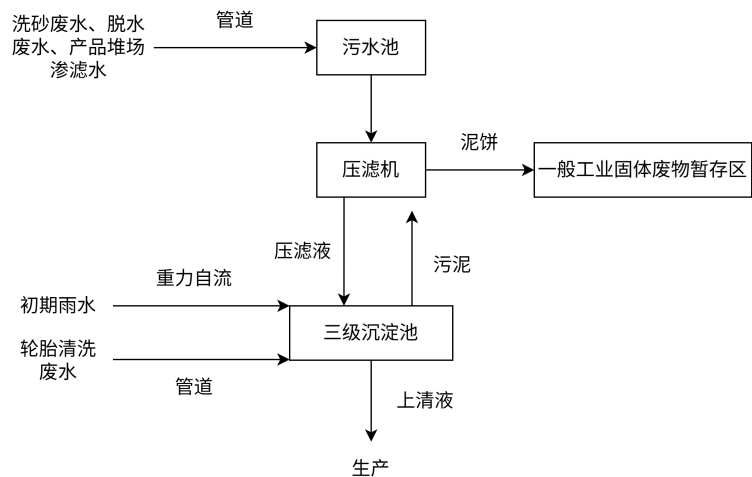 洗砂废水、脱水
废水、产品堆场
渗滤水
管道
污水池
压滤机
泥饼
一般工业固体废物暂存区
压滤液
污泥
重力自流
初期雨水
三级沉淀池
轮胎清洗
废水
管道
上清液
生产